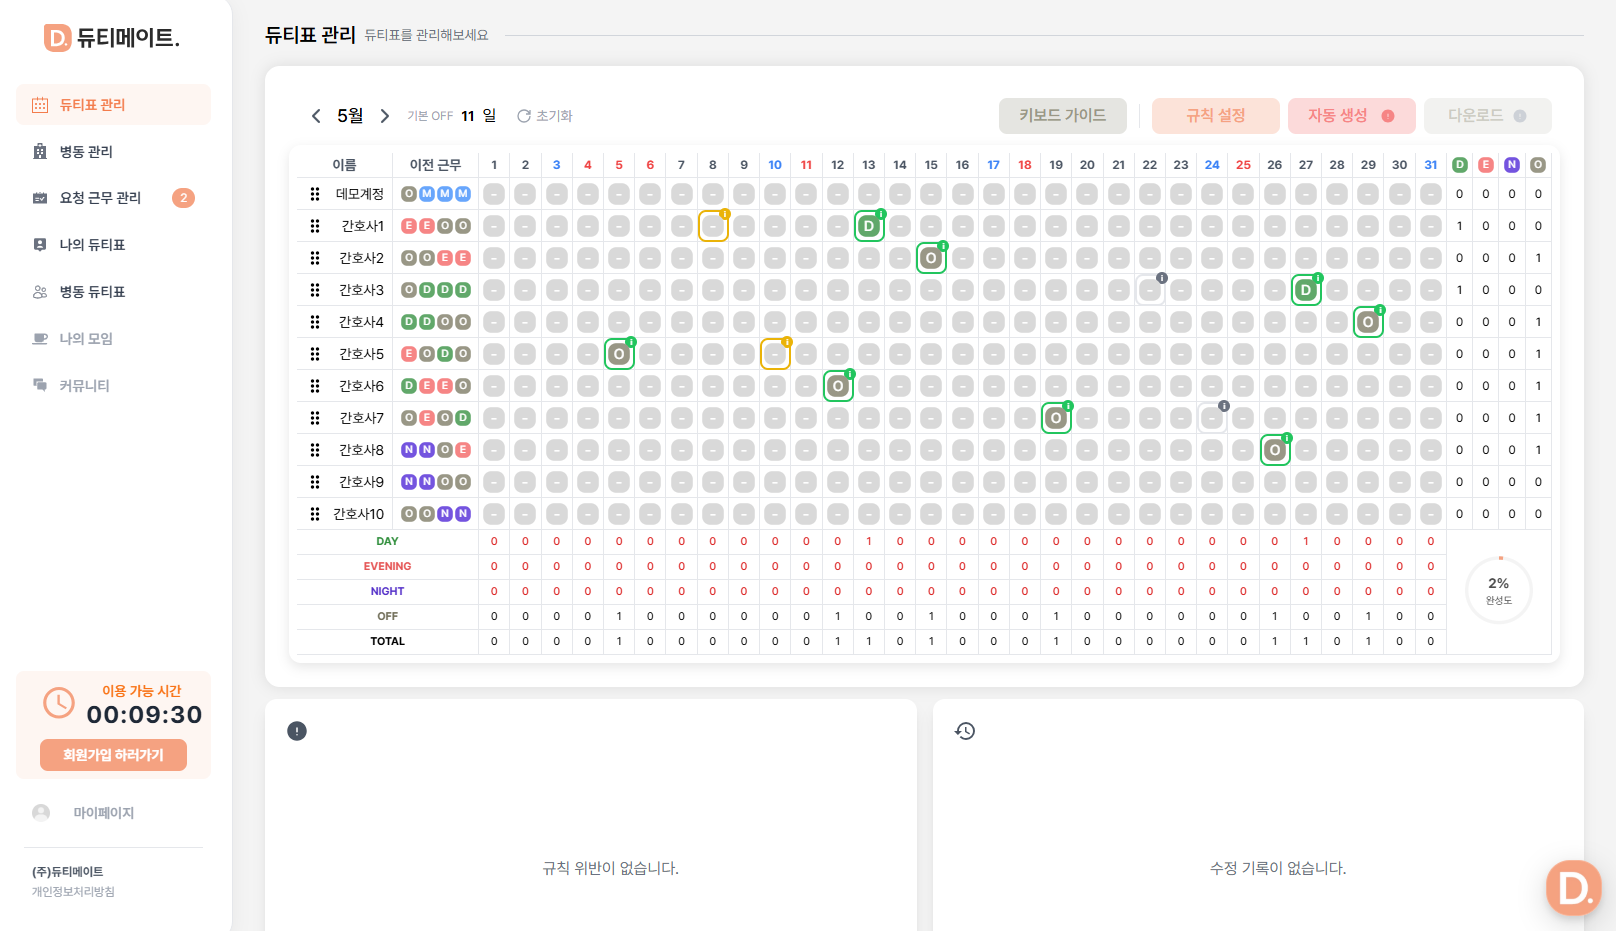 D. 듀티메이트.
듀티표 관리
병동 관리
요청 근무 관리 2
나의 듀티표
병동 듀티표
나의 모임
커뮤니티
이용 가능 시간
00:09:30
회원가입 하러가기
마이페이지
(주)듀티메이트
개인정보처리방침
듀티표 관리 듀티표를 관리해보세요
5월 기본 OFF 11 일 초기화 키보드 가이드 규칙 설정 자동 생성 ! 다운로드 !
이름 이전 근무 1 2 3 4 5 6 7 8 9 10 11 12 13 14 15 16 17 18 19 20 21 22 23 24 25 26 27 28 29 30 31 D E N O
데모계정 O M M M - - - - - - - - - - - - - - - - - - - - - - - - - - - - - - - 0 0 0 0
간호사1 E E O O - - - - - - - - i - - - - D i - - - - - - - - - - - - - - - - - - 1 0 0 0
간호사2 O O E E - - - - - - - - - - - - - - O i - - - - - - - - - - - - - - - - 0 0 0 1
간호사3 O D D D - - - - - - - - - - - - - - - - - - - - - - i - - - - D i - - - - 1 0 0 0
간호사4 D D O O - - - - - - - - - - - - - - - - - - - - - - - - - - - - O i - - 0 0 0 1
간호사5 E O D O - - - - O i - - - - - i - - - - - - - - - - - - - - - - - - - - - 0 0 0 1
간호사6 D E E O - - - - - - - - - - - O i - - - - - - - - - - - - - - - - - - - 0 0 0 1
간호사7 O E O D - - - - - - - - - - - - - - - - - - O i - - - - - i - - - - - - - 0 0 0 1
간호사8 N N O E - - - - - - - - - - - - - - - - - - - - - - - - - O i - - - - - 0 0 0 1
간호사9 N N O O - - - - - - - - - - - - - - - - - - - - - - - - - - - - - - - 0 0 0 0
간호사10 O O N N - - - - - - - - - - - - - - - - - - - - - - - - - - - - - - - 0 0 0 0
DAY 0 0 0 0 0 0 0 0 0 0 0 0 1 0 0 0 0 0 0 0 0 0 0 0 0 0 1 0 0 0 0
EVENING 0 0 0 0 0 0 0 0 0 0 0 0 0 0 0 0 0 0 0 0 0 0 0 0 0 0 0 0 0 0 0
NIGHT 0 0 0 0 0 0 0 0 0 0 0 0 0 0 0 0 0 0 0 0 0 0 0 0 0 0 0 0 0 0 0
OFF 0 0 0 0 1 0 0 0 0 0 0 1 0 0 1 0 0 0 1 0 0 0 0 0 0 1 0 0 1 0 0
TOTAL 0 0 0 0 1 0 0 0 0 0 0 1 1 0 1 0 0 0 1 0 0 0 0 0 0 1 1 0 1 0 0
2%
완성도
!
규칙 위반이 없습니다.
수정 기록이 없습니다.
D.